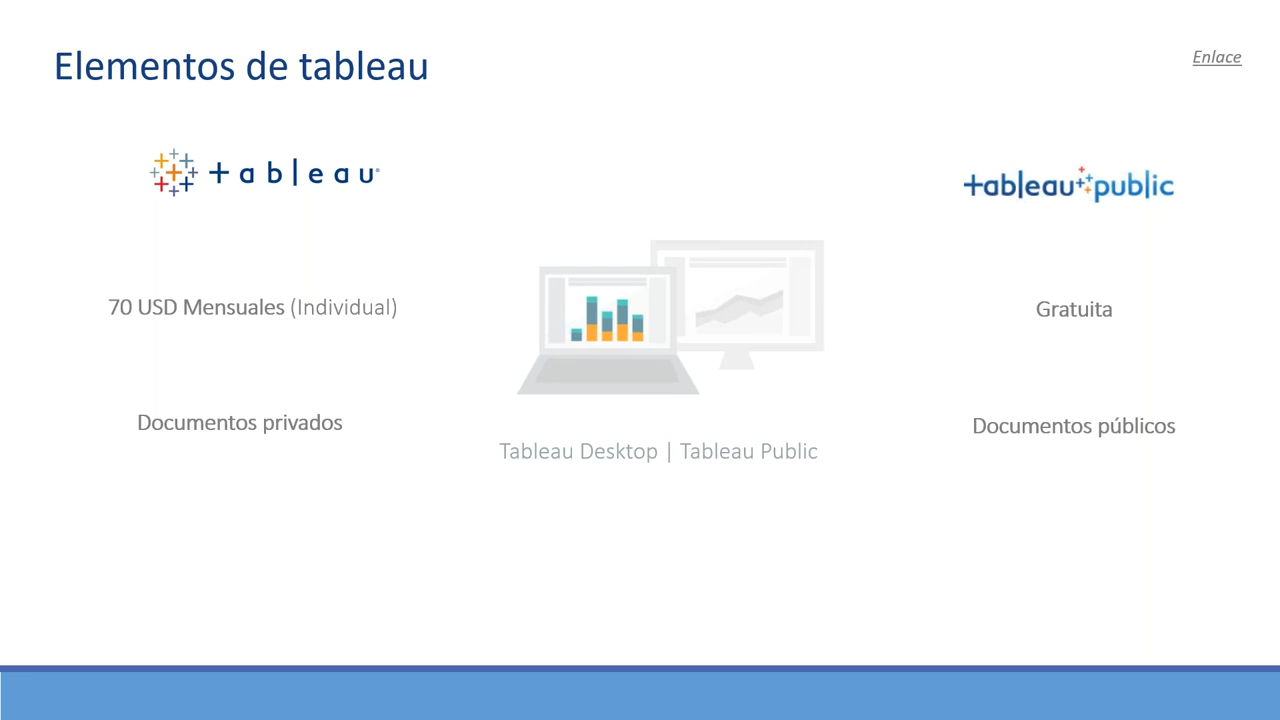 Elementos de tableau
Enlace
+ableau
+ableau public
70 USD Mensuales (Individual)
Gratuita
Documentos privados
Documentos públicos
Tableau Desktop | Tableau Public